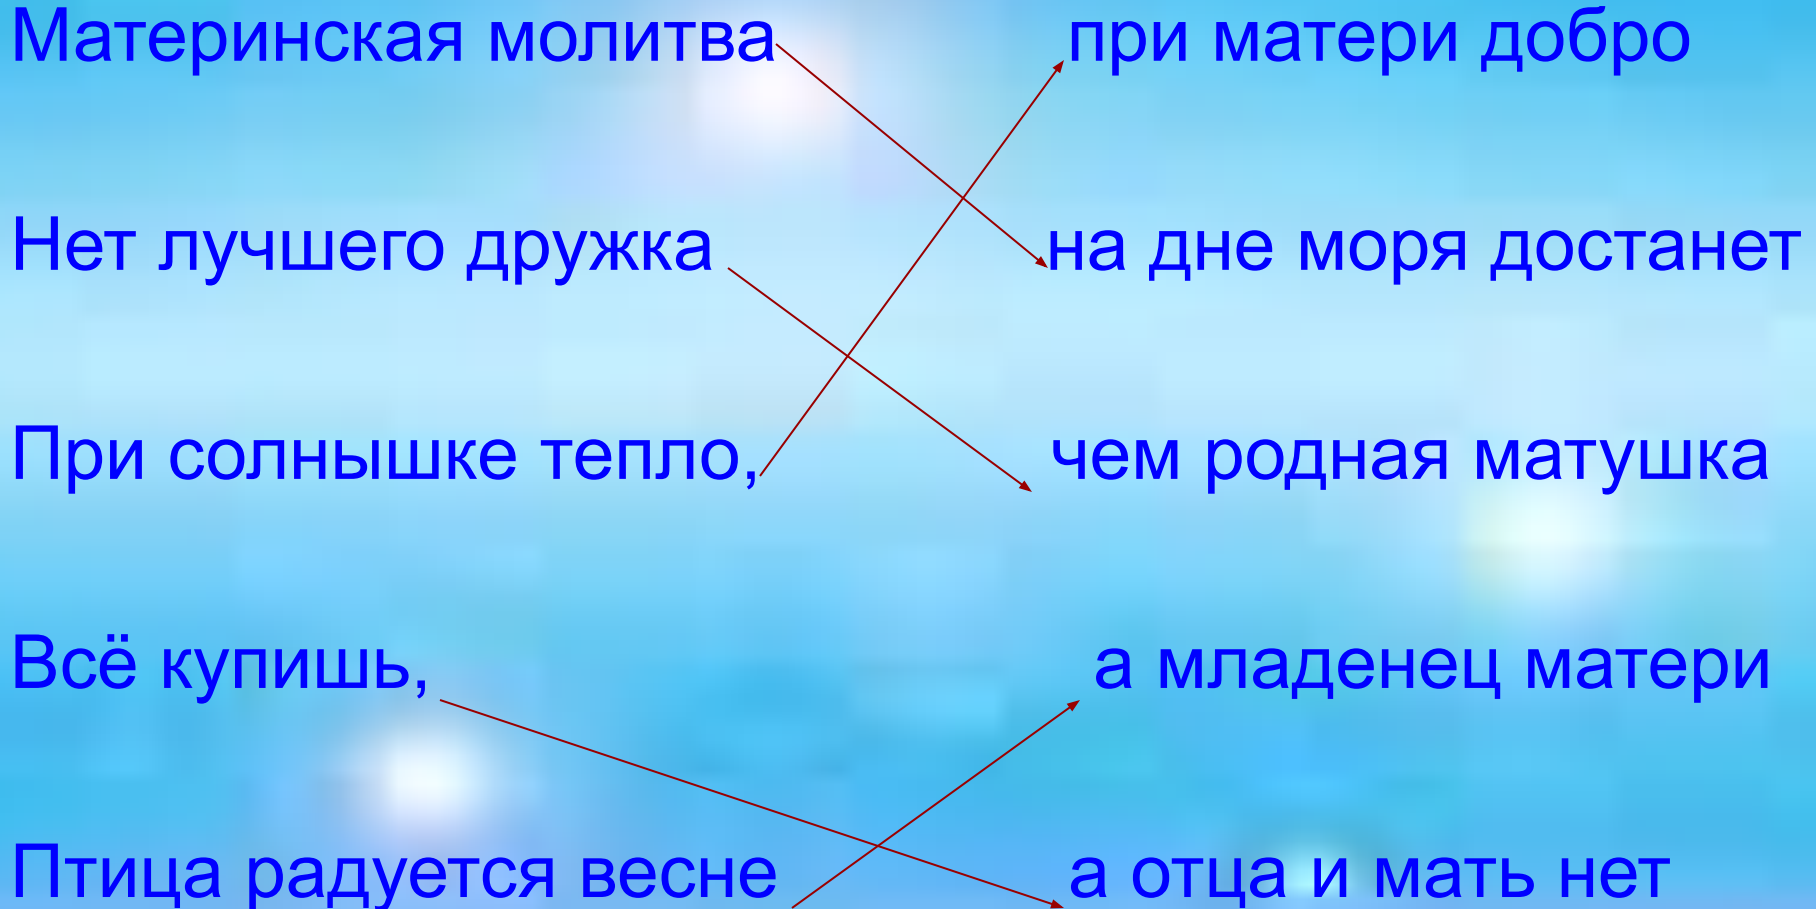 Материнская молитва при матери добро
Нет лучшего дружка на дне моря достанет
При солнышке тепло, чем родная матушка
Всё купишь, а младенец матери
Птица радуется весне а отца и мать нет